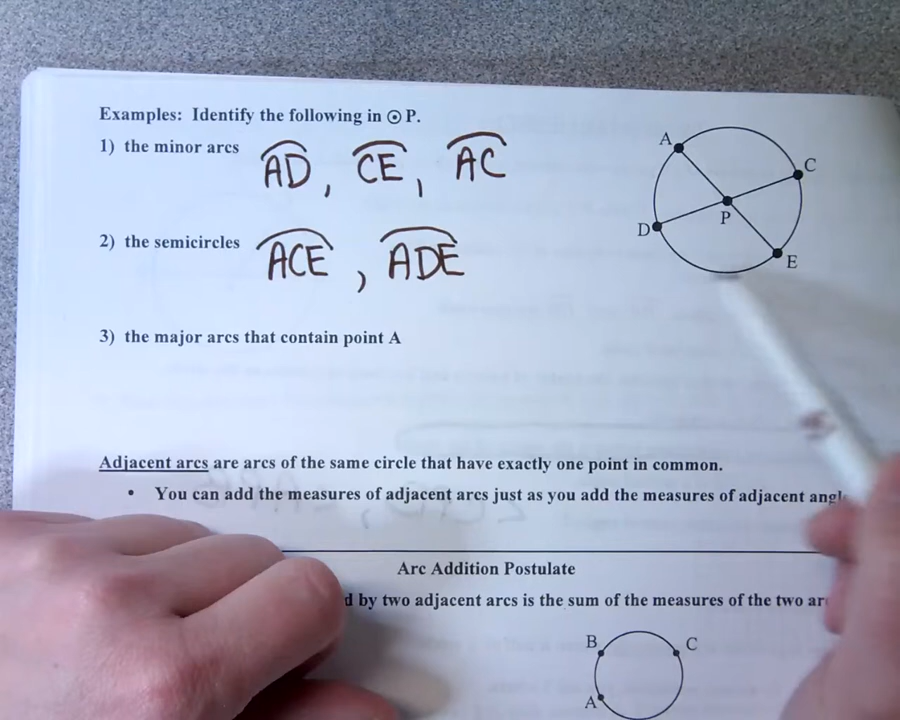 Examples: Identify the following in ⊙ P.
1) the minor arcs AD, CE, AC
A
C
P
D
E
2) the semicircles ACE, ADE
3) the major arcs that contain point A
Adjacent arcs are arcs of the same circle that have exactly one point in common.
• You can add the measures of adjacent arcs just as you add the measures of adjacent
Arc Addition Postulate
by two adjacent arcs is the sum of the measures of the two
B
C
A